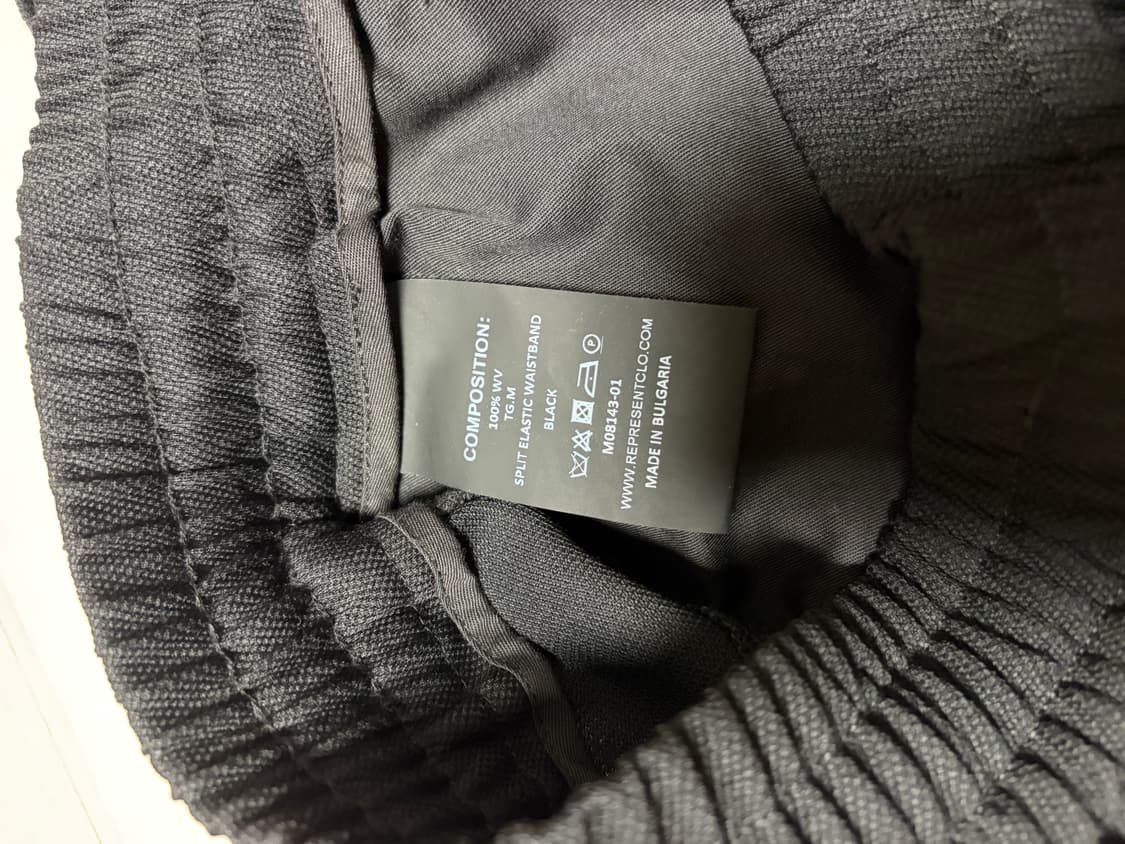 COMPOSITION:
100% WV
TG.M
SPLIT ELASTIC WAISTBAND
BLACK
P
M08143-01
WWW.REPRESENTCLO.COM
MADE IN BULGARIA